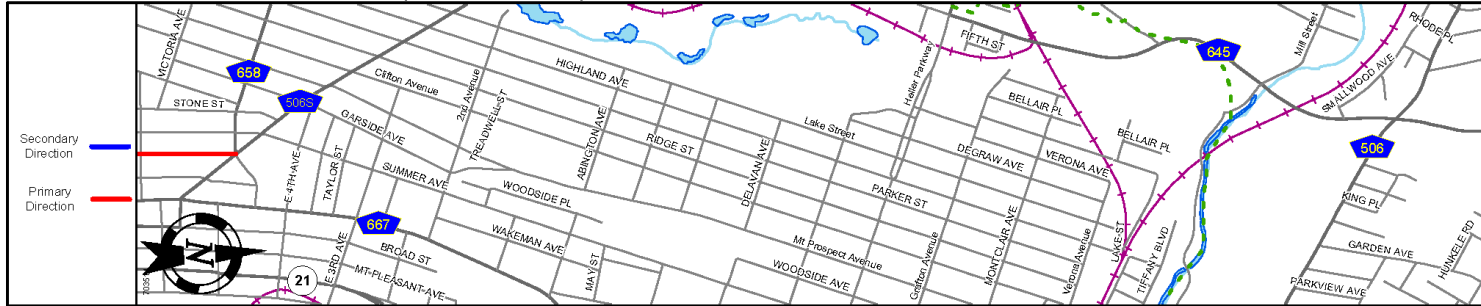 Secondary
Direction
Primary
Direction
VICTORIA AVE
658
506S
STONE ST
Clifton Avenue
GARSIDE AVE
2nd Avenue
TREADWELL-ST
HIGHLAND AVE
ABINGTON AVE
RIDGE ST
Lake Street
Heller Parkway
FIFTH ST
645
Mill Street
RHODE PL
SMALLWOOD AVE
506
BELLAIR PL
BELLAIR PL
DEGRAW AVE
VERONA AVE
DELAVAN AVE
PARKER ST
E 4TH-AVE
TAYLOR ST
SUMMER AVE
WOODSIDE PL
667
WAKEMAN AVE
BROAD ST
E 3RD AVE
MT-PLEASANT-AVE
MAY ST
21
N
Mt Prospect Avenue
WOODSIDE AVE
Grafton Avenue
MONTCLAIR AVE
Verona Avenue
LAKE-ST
TIFFANY BLVD
KING PL
GARDEN AVE
HUNKELE RD
PARKVIEW AVE